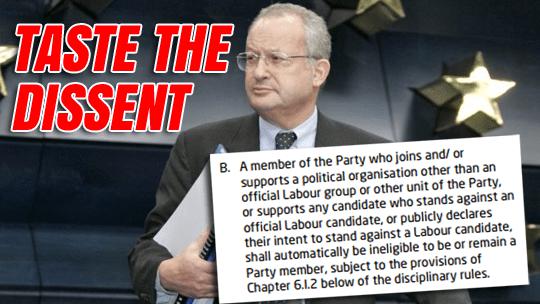 TASTE THE
DISSENT
B. A member of the Party who joins and/ or
supports a political organisation other than an
official Labour group or other unit of the Party,
or supports any candidate who stands against an
official Labour candidate, or publicly declares
their intent to stand against a Labour candidate,
shall automatically be ineligible to be or remain a
Party member, subject to the provisions of
Chapter 6.I.2 below of the disciplinary rules.